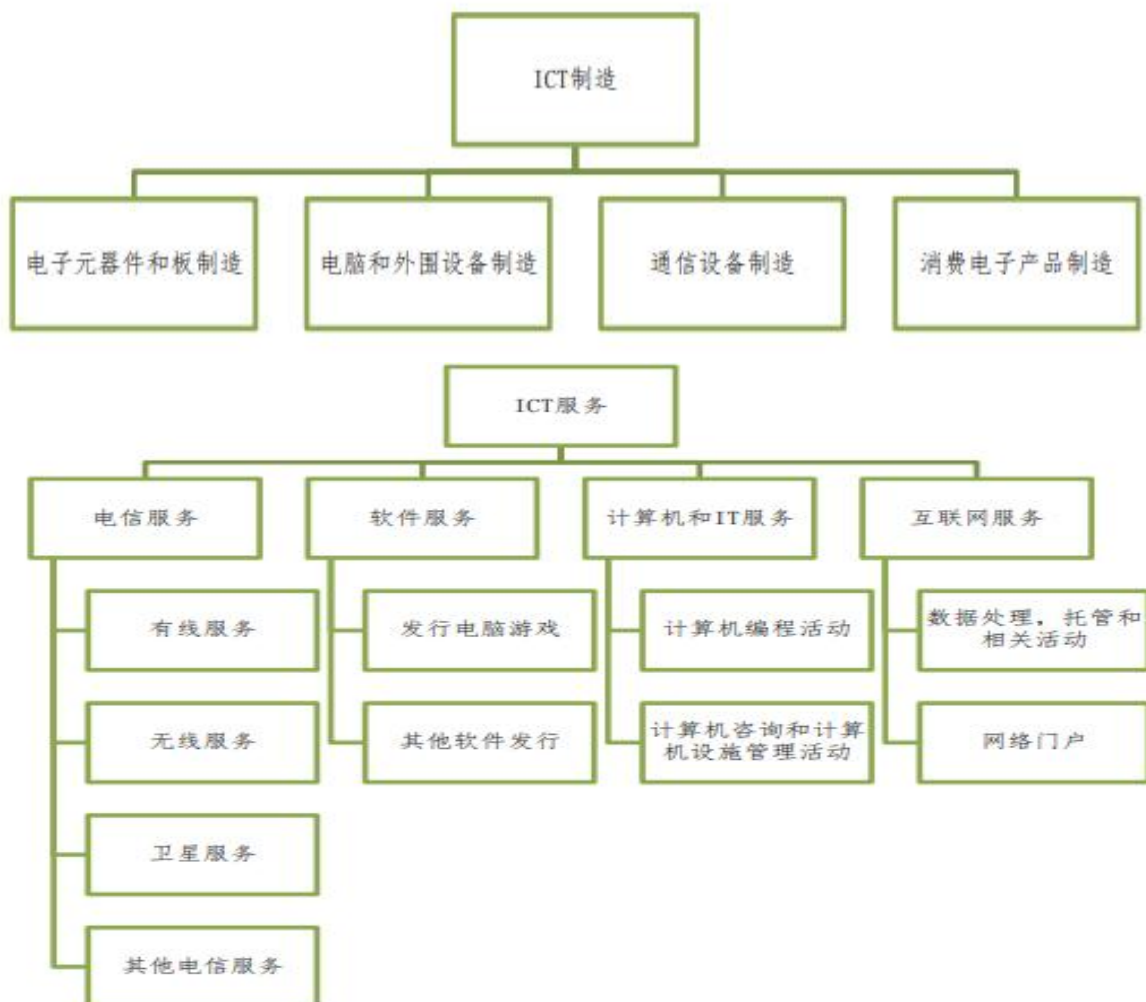 ICT制造
电子元器件和板制造
电脑和外围设备制造
通信设备制造
消费电子产品制造
ICT服务
电信服务
软件服务
计算机和IT服务
互联网服务
有线服务
发行电脑游戏
计算机编程活动
数据处理，托管和
相关活动
无线服务
其他软件发行
计算机咨询和计算
机设施管理活动
网络门户
卫星服务
其他电信服务